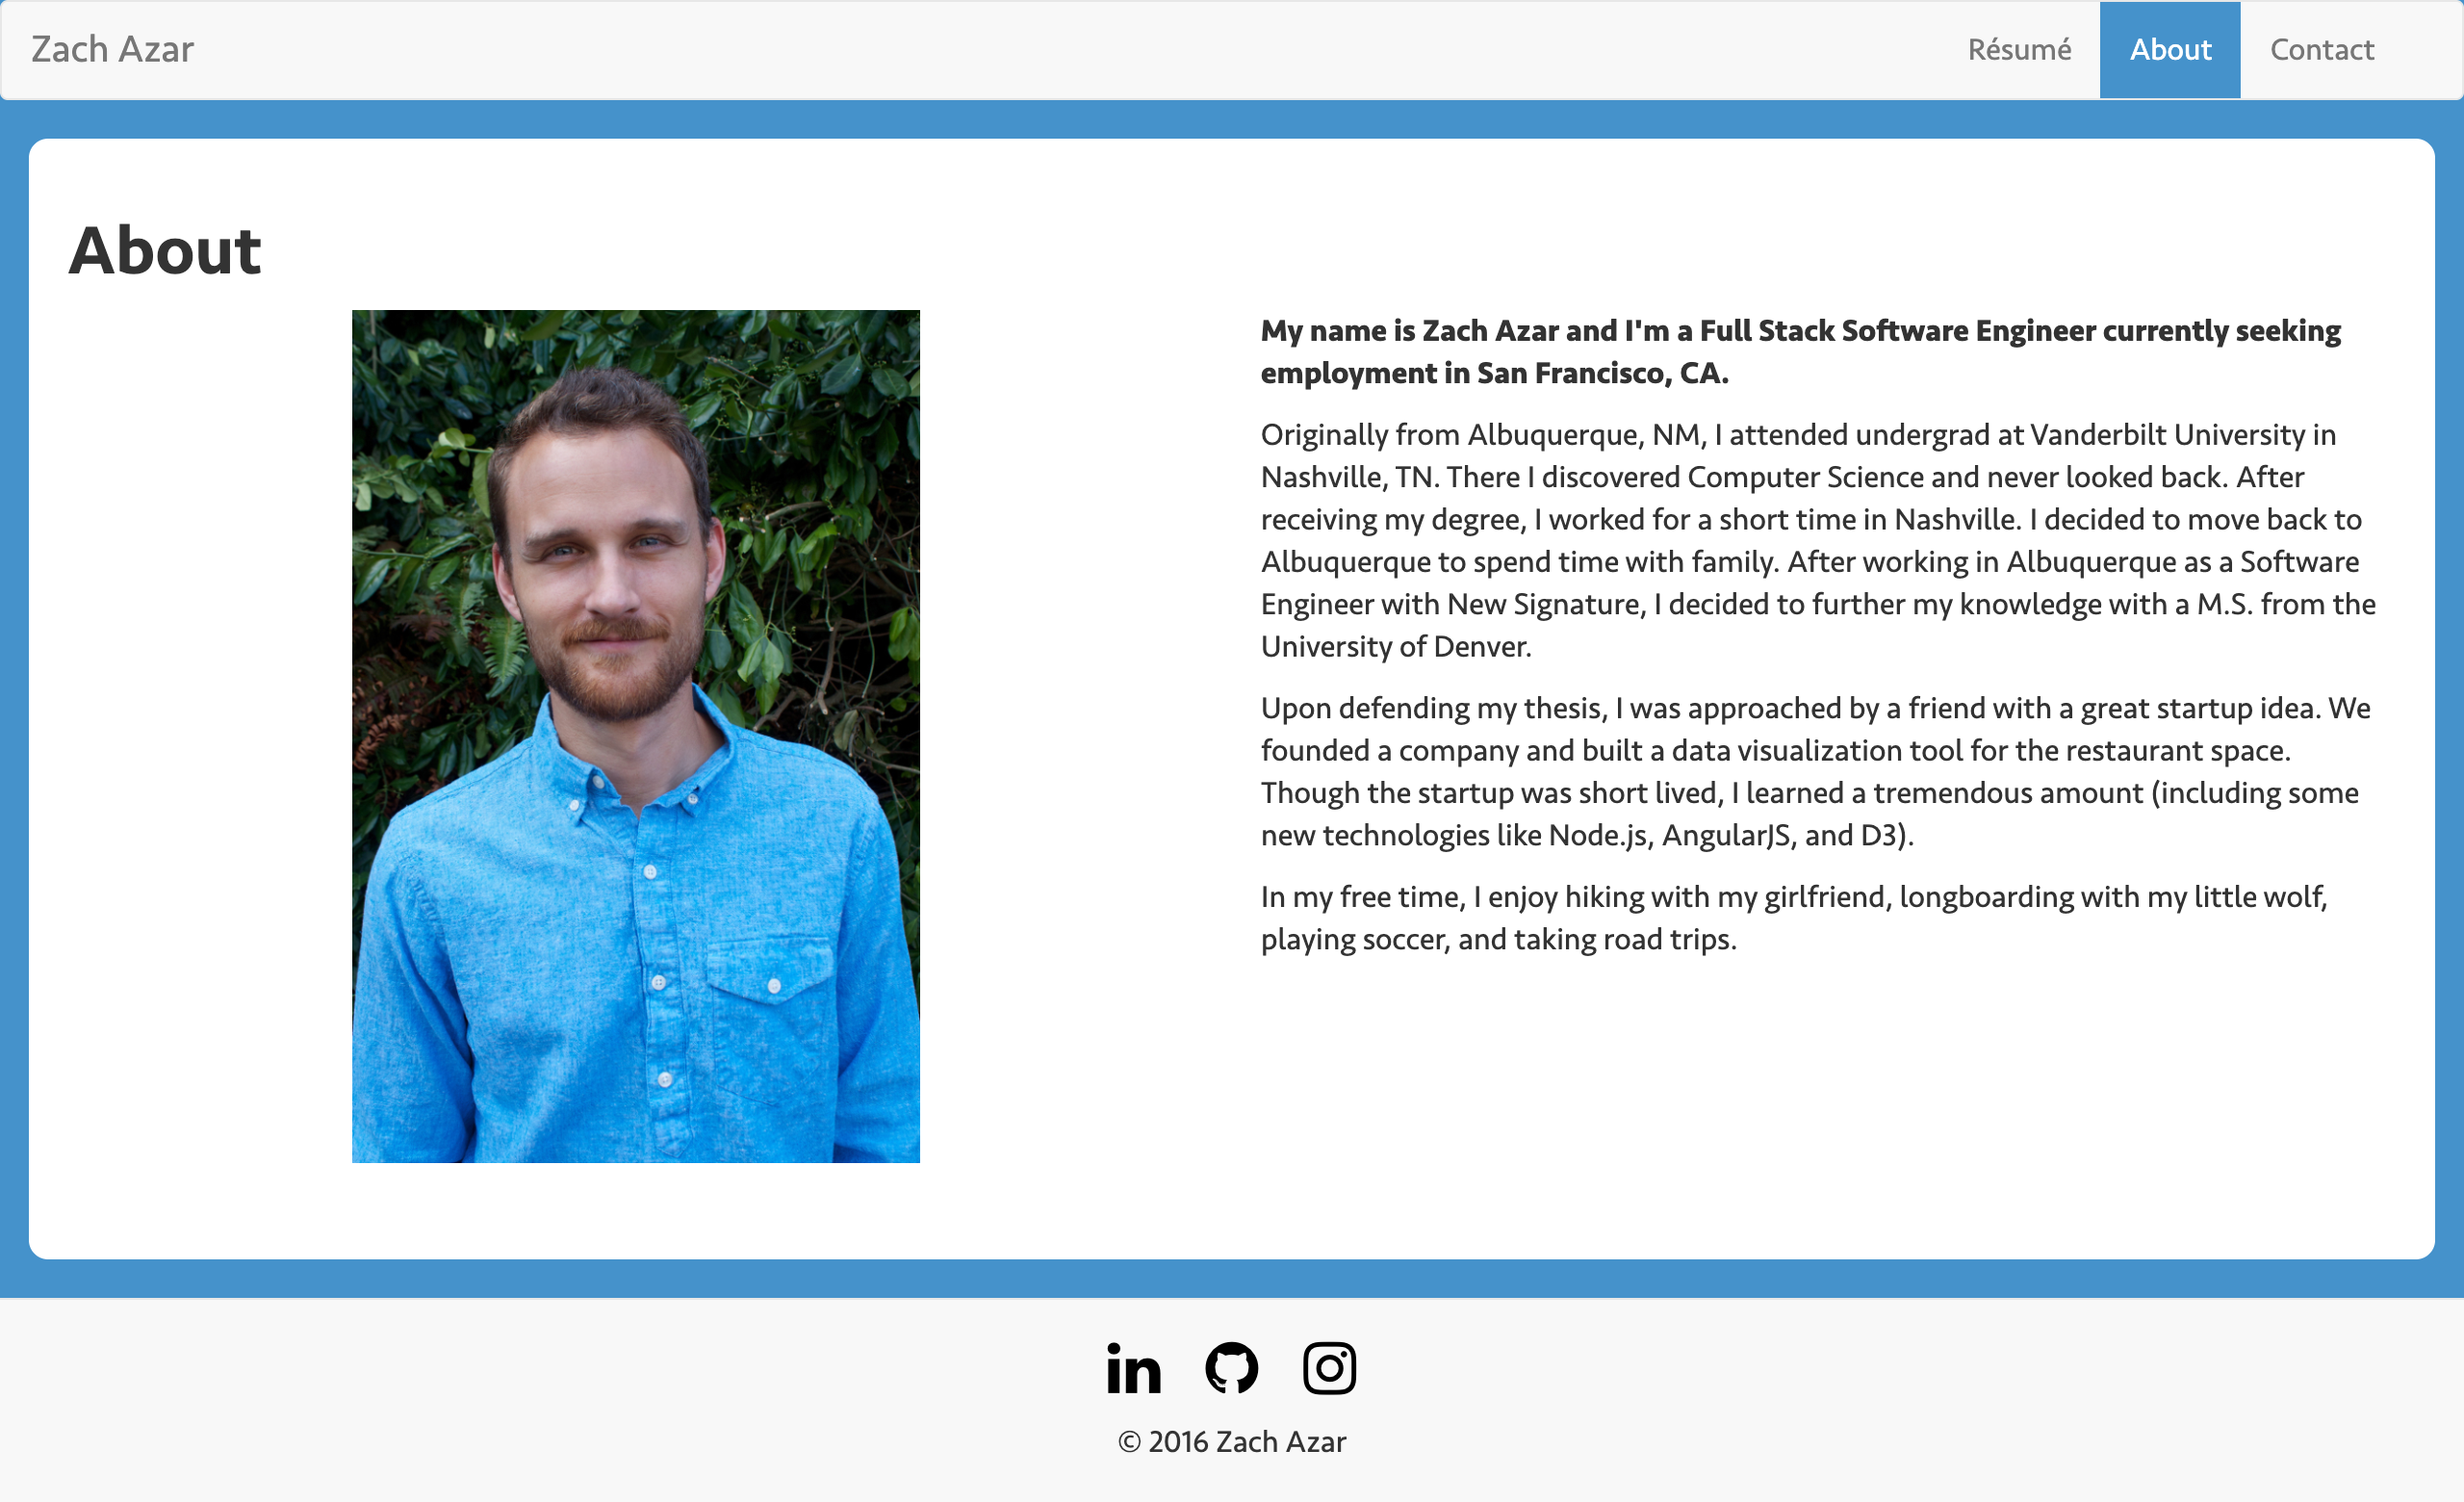 Zach Azar
Résumé
About
Contact
About
My name is Zach Azar and I'm a Full Stack Software Engineer currently seeking
employment in San Francisco, CA.
Originally from Albuquerque, NM, I attended undergrad at Vanderbilt University in
Nashville, TN. There I discovered Computer Science and never looked back. After
receiving my degree, I worked for a short time in Nashville. I decided to move back to
Albuquerque to spend time with family. After working in Albuquerque as a Software
Engineer with New Signature, I decided to further my knowledge with a M.S. from the
University of Denver.
Upon defending my thesis, I was approached by a friend with a great startup idea. We
founded a company and built a data visualization tool for the restaurant space.
Though the startup was short lived, I learned a tremendous amount (including some
new technologies like Node.js, AngularJS, and D3).
In my free time, I enjoy hiking with my girlfriend, longboarding with my little wolf,
playing soccer, and taking road trips.
in
© 2016 Zach Azar